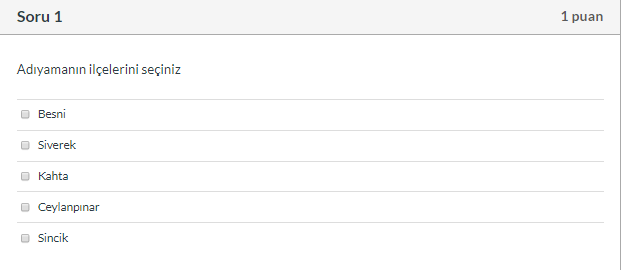 Soru 1
1 puan
Adıyamanın ilçelerini seçiniz
Besni
Siverek
Kahta
Ceylanpınar
Sincik